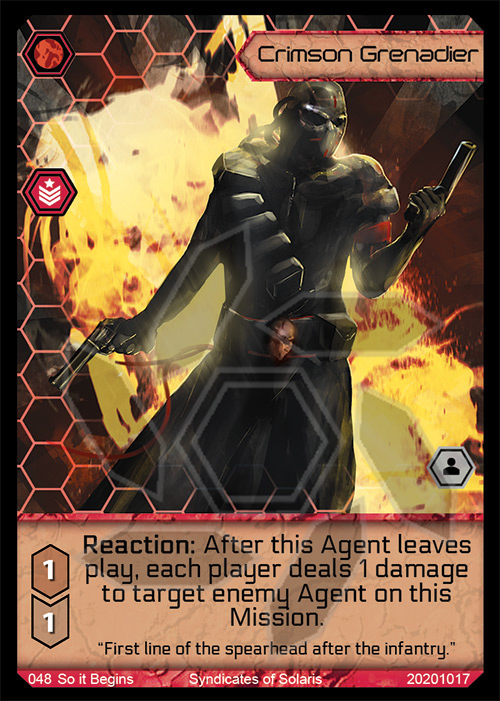 Crimson Grenadier
1
1
Reaction: After this Agent leaves
play, each player deals 1 damage
to target enemy Agent on this
Mission.
“First line of the spearhead after the infantry.”
048 So it Begins Syndicates of Solaris 20201017